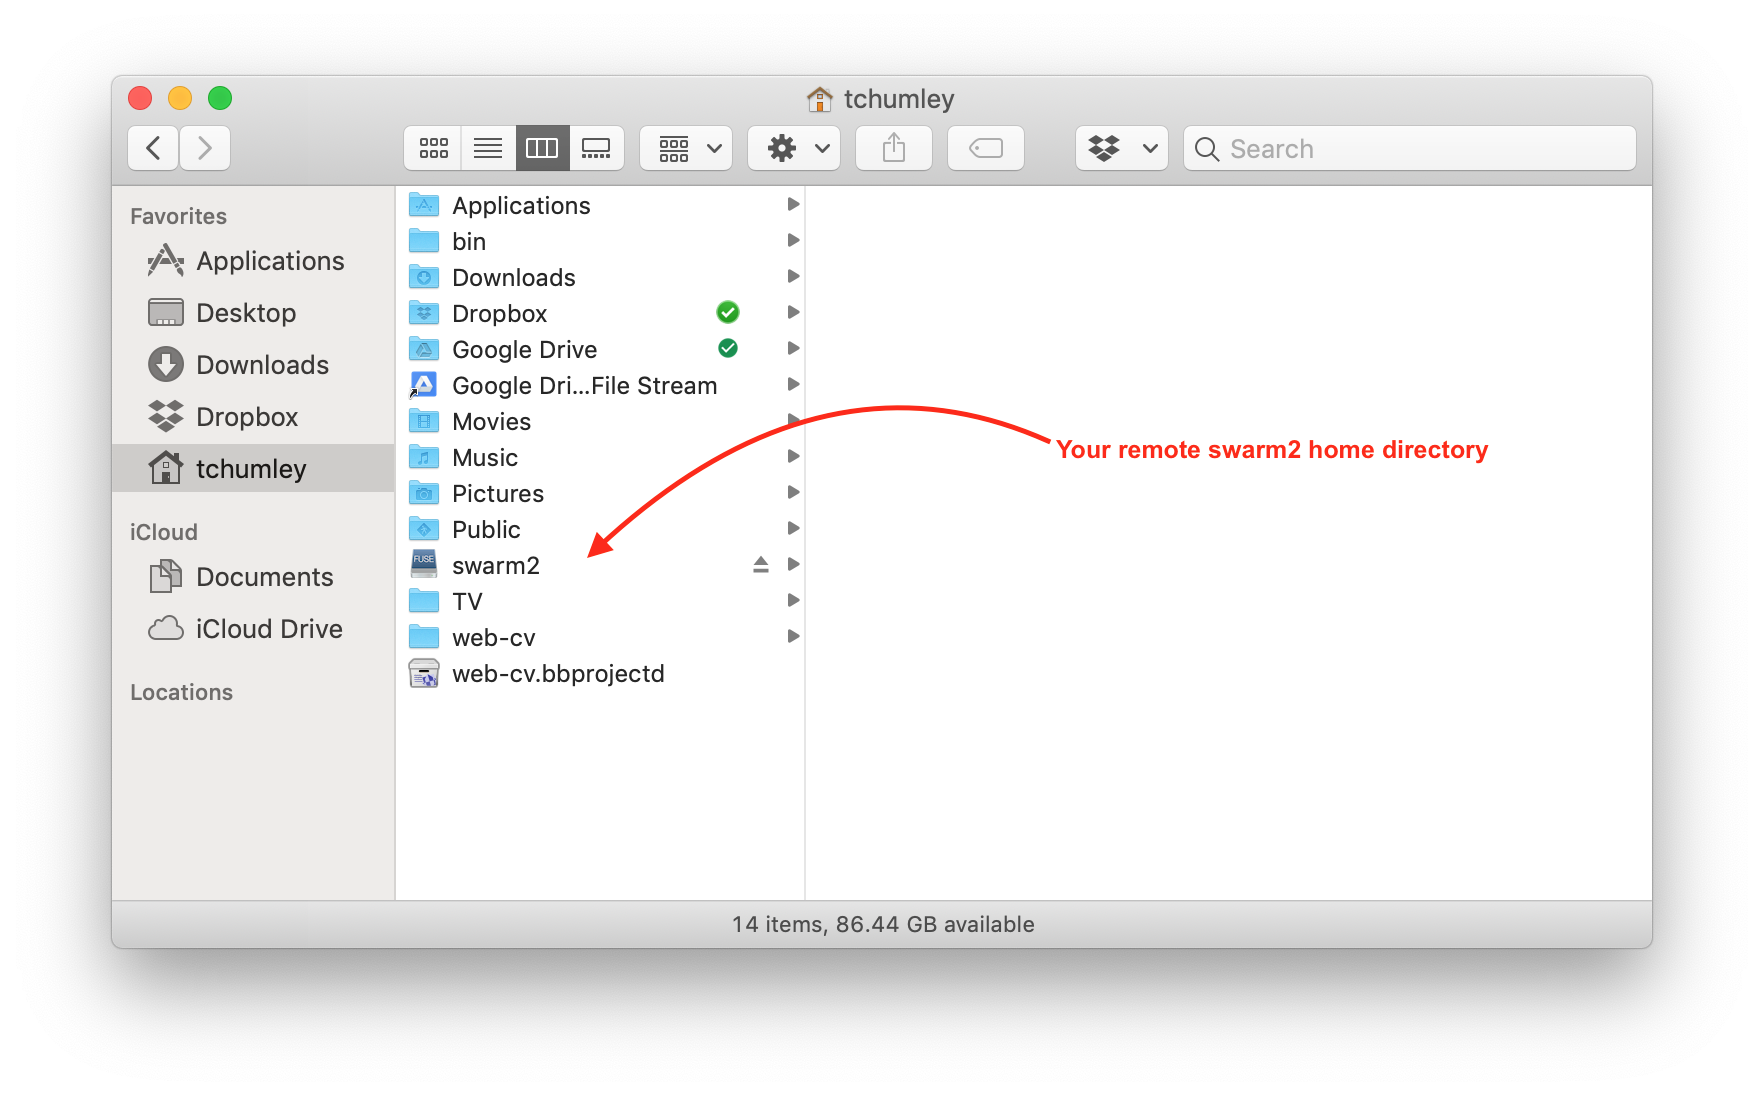 tchumley
Search
Favorites
Applications
Desktop
Downloads
Dropbox
tchumley
iCloud
Documents
iCloud Drive
Locations
Applications
bin
Downloads
Dropbox
Google Drive
Google Dri...File Stream
Movies
Music
Pictures
Public
FUSE
swarm2
TV
web-cv
web-cv.bbprojectd
Your remote swarm2 home directory
14 items, 86.44 GB available